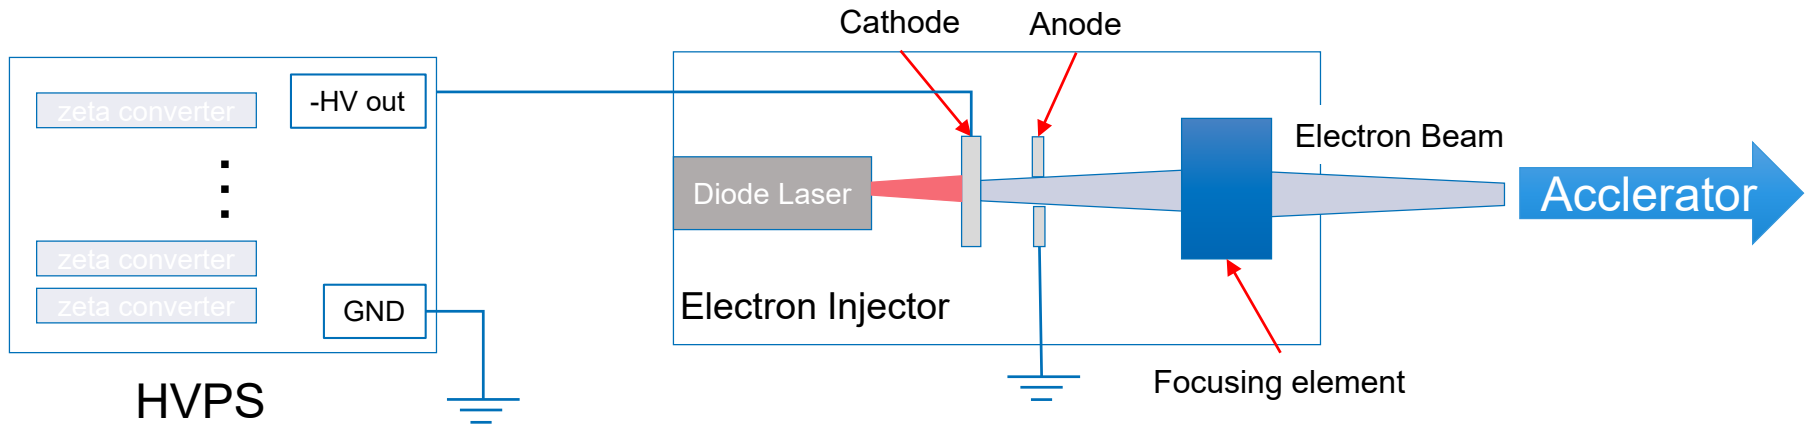 Cathode
Anode
zeta converter
-HV out
Electron Beam
Diode Laser
Acclerator
zeta converter
zeta converter
GND
Electron Injector
Focusing element
HVPS